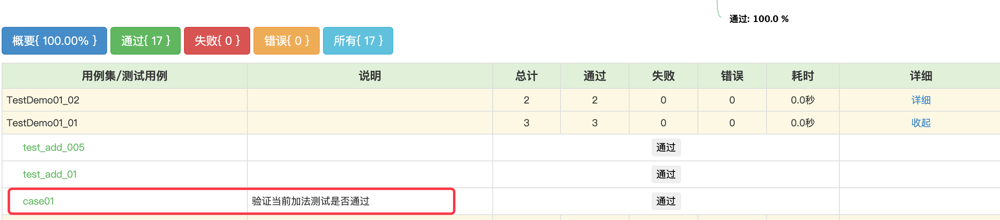 通过: 100.0 %
概要{ 100.00% } 通过{ 17 } 失败{ 0 } 错误{ 0 } 所有{ 17 }
用例集/测试用例 说明 总计 通过 失败 错误 耗时 详细
TestDemo01_02 2 2 0 0 0.0秒 详细
TestDemo01_01 3 3 0 0 0.0秒 收起
test_add_005 通过
test_add_01 通过
case01 验证当前加法测试是否通过 通过